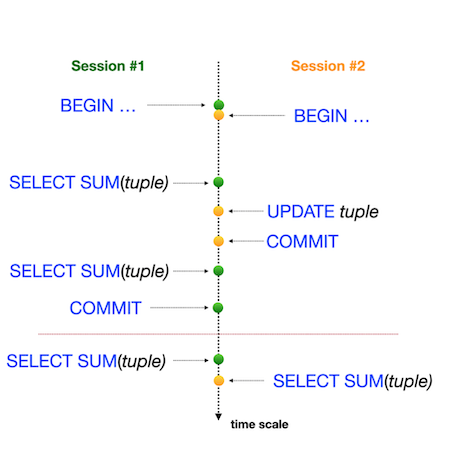 Session #1
Session #2
BEGIN …
BEGIN …
SELECT SUM(tuple)
UPDATE tuple
COMMIT
SELECT SUM(tuple)
COMMIT
SELECT SUM(tuple)
SELECT SUM(tuple)
time scale